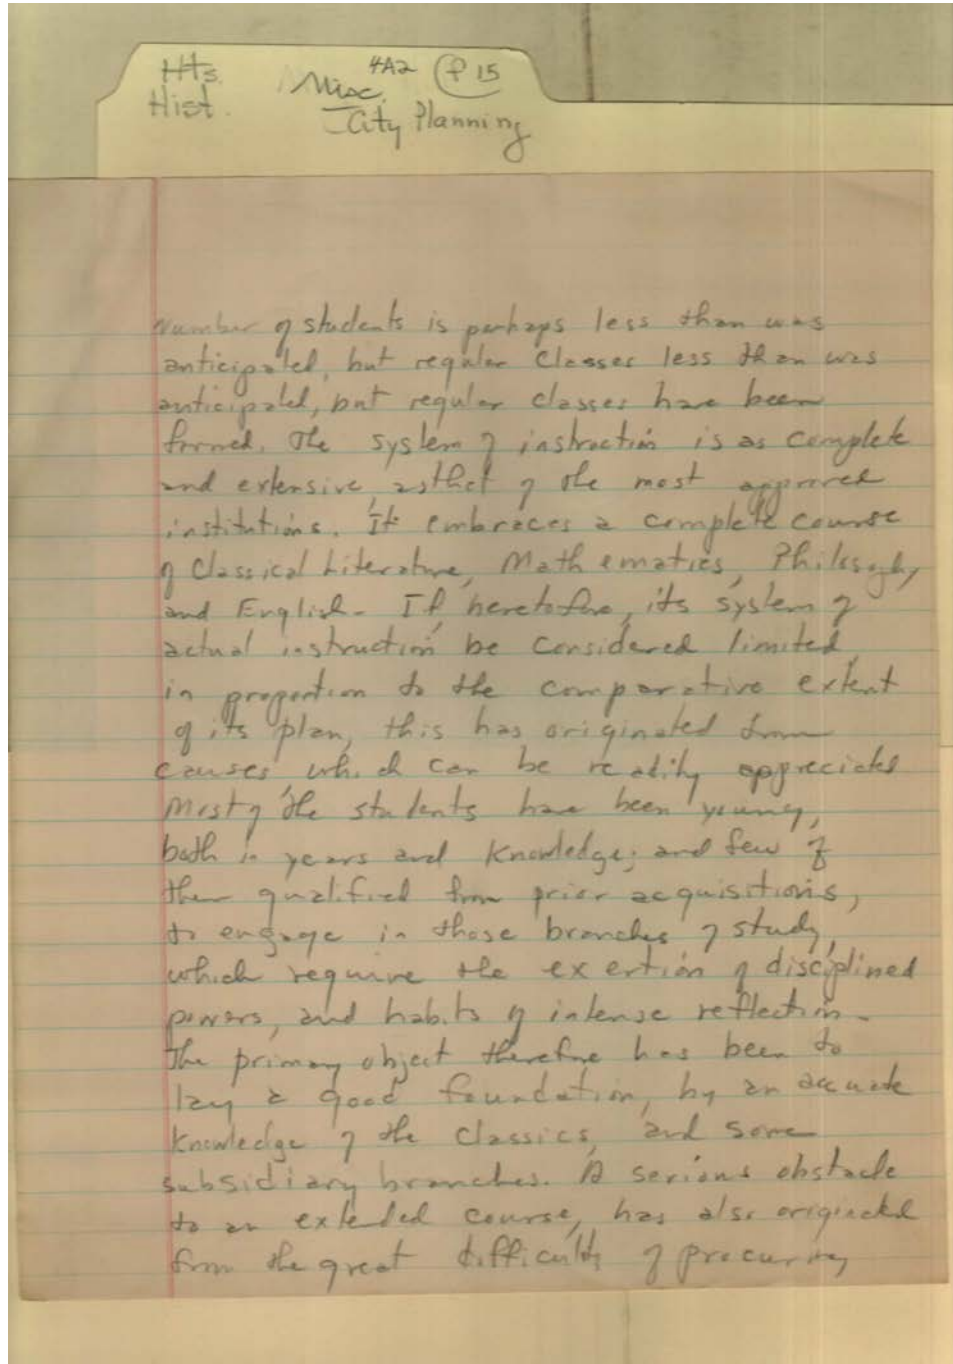 Hts.
Hist.
4A2 f 15
Misc.
City Planning
Number of students is perhaps less than was
anticipated, but regular classes less than was
anticipated, but regular classes have been
formed. The system of instruction is as complete
and extensive, as that of the most approved
institutions. It embraces a complete course
of Classical Literature, Mathematics, Philosophy
and English. If, heretofore, its system of
actual instruction be considered limited,
in proportion to the comparative extent
of its plan, this has originated from
causes which can be readily appreciated
Most of the students have been young,
both in years and knowledge; and few of
them qualified from prior acquisitions,
to engage in those branches of study,
which require the exertion of disciplined
powers, and habits of intense reflection.
The primary object therefore has been to
lay a good foundation, by an accurate
knowledge of the classics, and some
subsidiary branches. A serious obstacle
to an extended course, has also originated
from the great difficulty of procuring